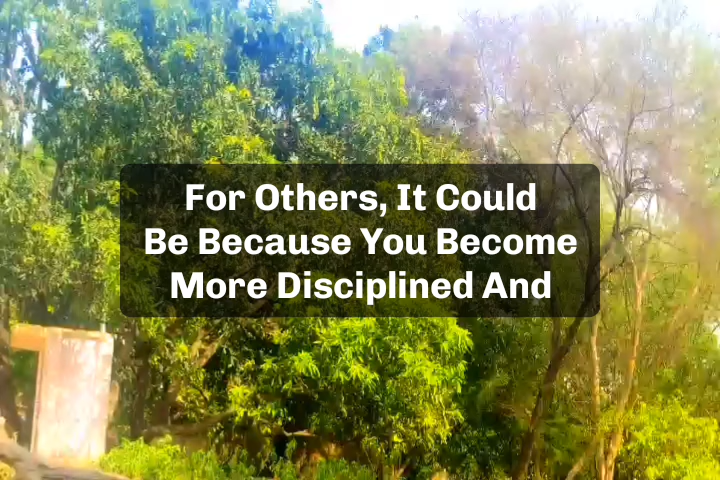 For Others, It Could
Be Because You Become
More Disciplined And